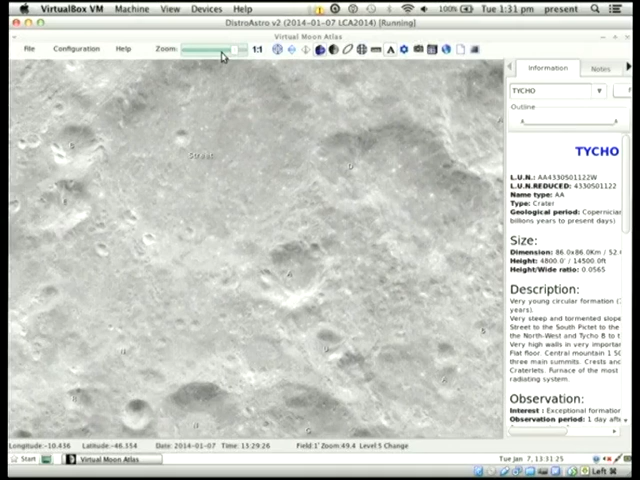 VirtualBox VM Machine View Devices Help 100% Tue 1:31 pm present
DistroAstro v2 (2014-01-07 LCA2014) [Running]
Virtual Moon Atlas
File Configuration Help Zoom: 1:1
Information Notes
TYCHO
Outline
Street
TYCHO
L.U.N.: AA4330501122W
L.U.N.REDUCED: 4330501122
Name type: AA
Type: Crater
Geological period: Copernician
billions years to present days)
Size:
Dimension: 86.0x86.0Km / 52
Height: 4800.0' / 14500.0ft
Height/Wide ratio: 0.0565
Description:
Very young circular formation
years).
Very steep and tormented slope
Street to the South Pictet to the
the North-West and Tycho B to t
Very high walls in very importan
Flat floor. Central mountain 1
three main summits. Crests and
Craterlets. Furnace of the most
radiating system.
Observation:
Interest : Exceptional formation
Observation period: 1 day afte
Longitude:-10.436 Latitude:-46.354 Date: 2014-01-07 Time: 15:29:26 Field:1° Zoom:49.4 Level:5 Change
Start Virtual Moon Atlas Tue Jan 7, 13:31:25
Left ⌘